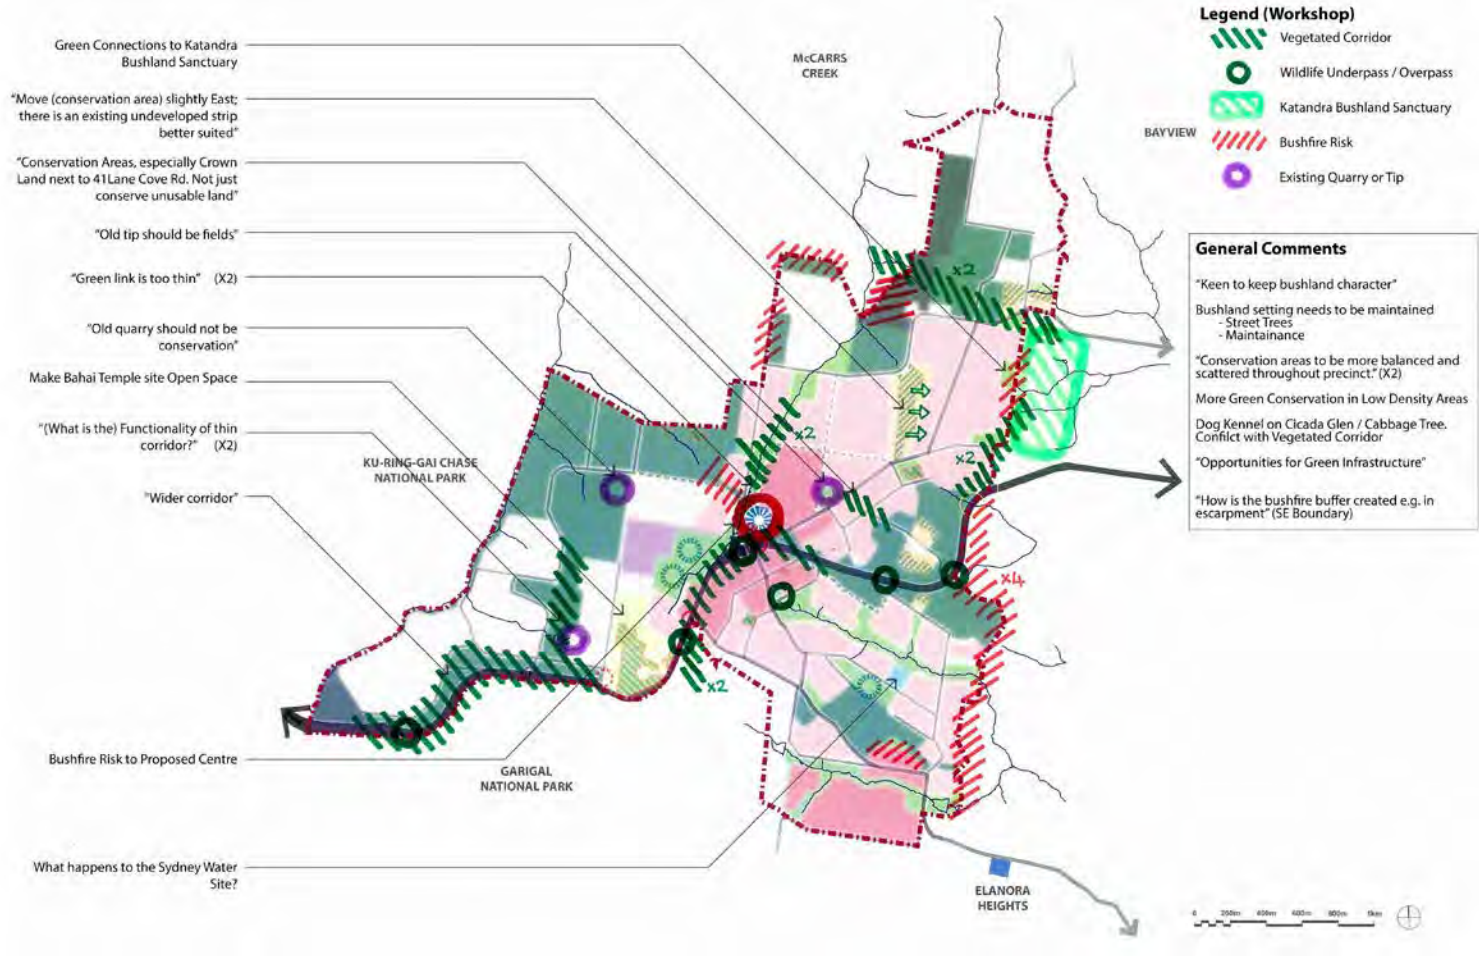 Green Connections to Katandra
Bushland Sanctuary
"Move (conservation area) slightly East;
there is an existing undeveloped strip
better suited"
"Conservation Areas, especially Crown
Land next to 41Lane Cove Rd. Not just
conserve unusable land"
"Old tip should be fields"
"Green link is too thin" (X2)
"Old quarry should not be
conservation"
Make Bahai Temple site Open Space
"(What is the) Functionality of thin
corridor?" (X2)
"Wider corridor"
Bushfire Risk to Proposed Centre
What happens to the Sydney Water
Site?
McCARRS
CREEK
BAYVIEW
KU-RING-GAI CHASE
NATIONAL PARK
GARIGAL
NATIONAL PARK
ELANORA
HEIGHTS
x2
x2
x2
x4
x2
Legend (Workshop)
Vegetated Corridor
Wildlife Underpass / Overpass
Katandra Bushland Sanctuary
Bushfire Risk
Existing Quarry or Tip
General Comments
"Keen to keep bushland character"
Bushland setting needs to be maintained
- Street Trees
- Maintainance
"Conservation areas to be more balanced and
scattered throughout precinct." (X2)
More Green Conservation in Low Density Areas
Dog Kennel on Cicada Glen / Cabbage Tree.
Conflict with Vegetated Corridor
"Opportunities for Green Infrastructure"
"How is the bushfire buffer created e.g. in
escarpment" (SE Boundary)
0 200m 400m 600m 800m 1km